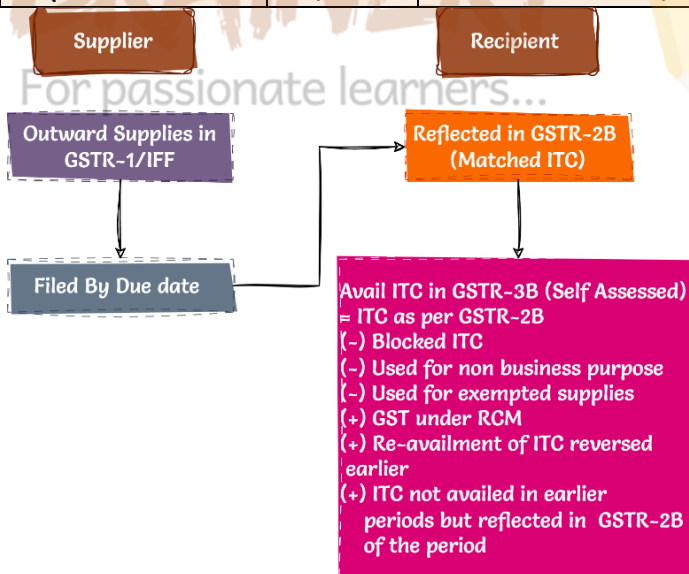 Supplier
Recipient
For passionate learners...
Outward Supplies in
GSTR-1/IFF
Reflected in GSTR-2B
(Matched ITC)
Filed By Due date
Avail ITC in GSTR-3B (Self Assessed)
= ITC as per GSTR-2B
(-) Blocked ITC
(-) Used for non business purpose
(-) Used for exempted supplies
(+) GST under RCM
(+) Re-availment of ITC reversed
earlier
(+) ITC not availed in earlier
periods but reflected in GSTR-2B
of the period